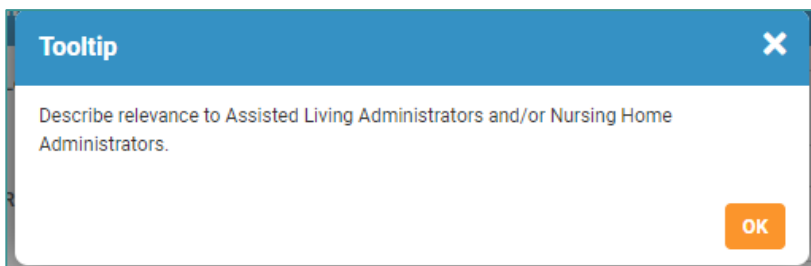 Tooltip
Describe relevance to Assisted Living Administrators and/or Nursing Home
Administrators.
OK